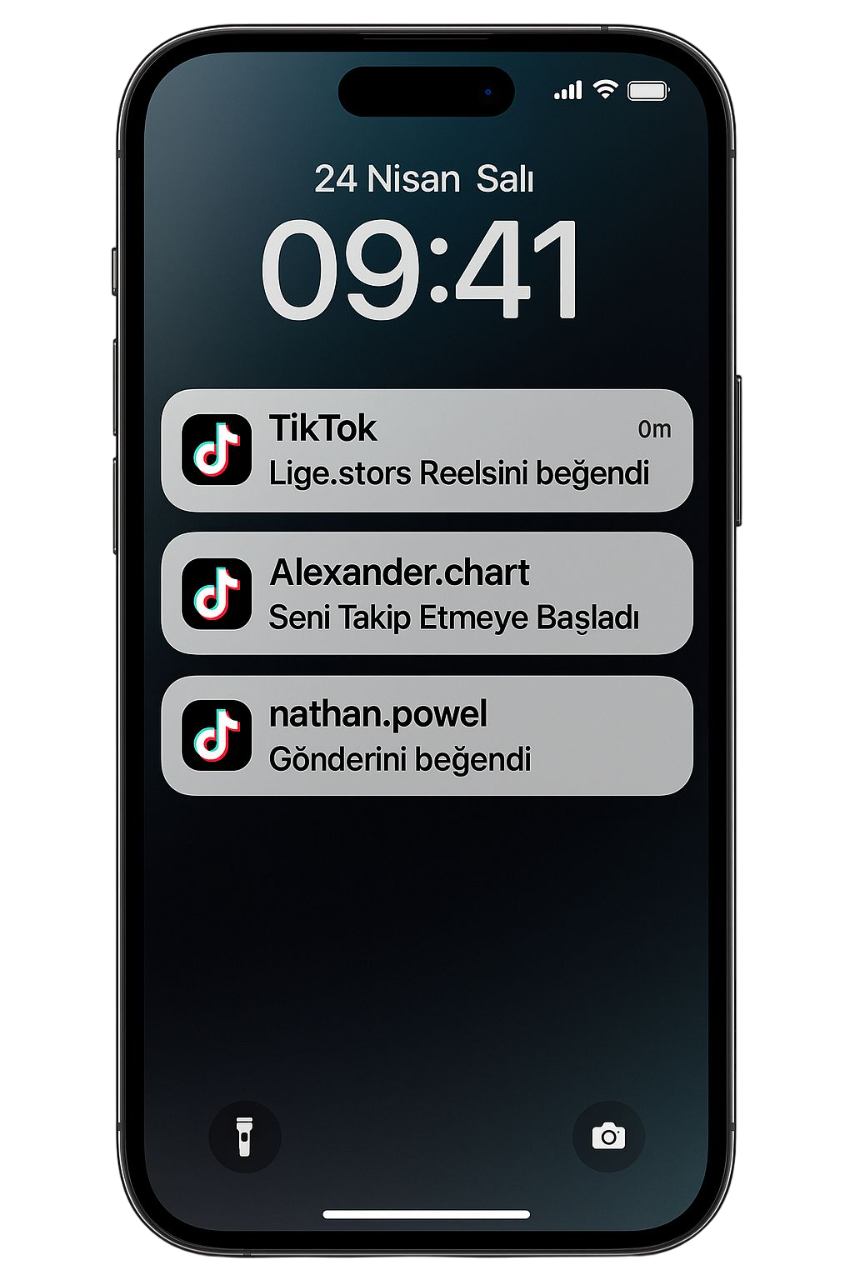 24 Nisan Salı
09:41
TikTok 0m
Lige.stors Reelsini beğendi
Alexander.chart
Seni Takip Etmeye Başladı
nathan.powel
Gönderini beğendi